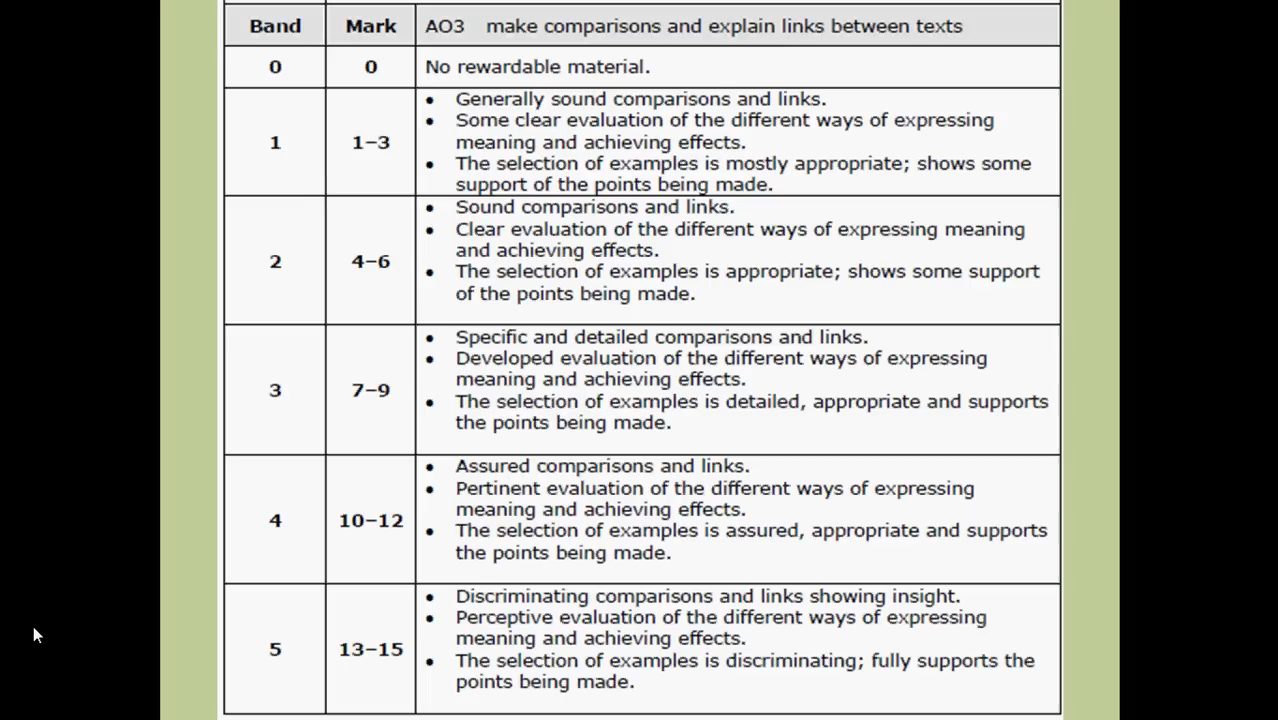 Band Mark AO3 make comparisons and explain links between texts
0 0 No rewardable material.
• Generally sound comparisons and links.
• Some clear evaluation of the different ways of expressing
meaning and achieving effects.
1 1–3
• The selection of examples is mostly appropriate; shows some
support of the points being made.
• Sound comparisons and links.
• Clear evaluation of the different ways of expressing meaning
and achieving effects.
2 4–6
• The selection of examples is appropriate; shows some support
of the points being made.
• Specific and detailed comparisons and links.
• Developed evaluation of the different ways of expressing
meaning and achieving effects.
3 7–9
• The selection of examples is detailed, appropriate and supports
the points being made.
• Assured comparisons and links.
• Pertinent evaluation of the different ways of expressing
meaning and achieving effects.
4 10–12
• The selection of examples is assured, appropriate and supports
the points being made.
• Discriminating comparisons and links showing insight.
• Perceptive evaluation of the different ways of expressing
meaning and achieving effects.
5 13–15
• The selection of examples is discriminating; fully supports the
points being made.